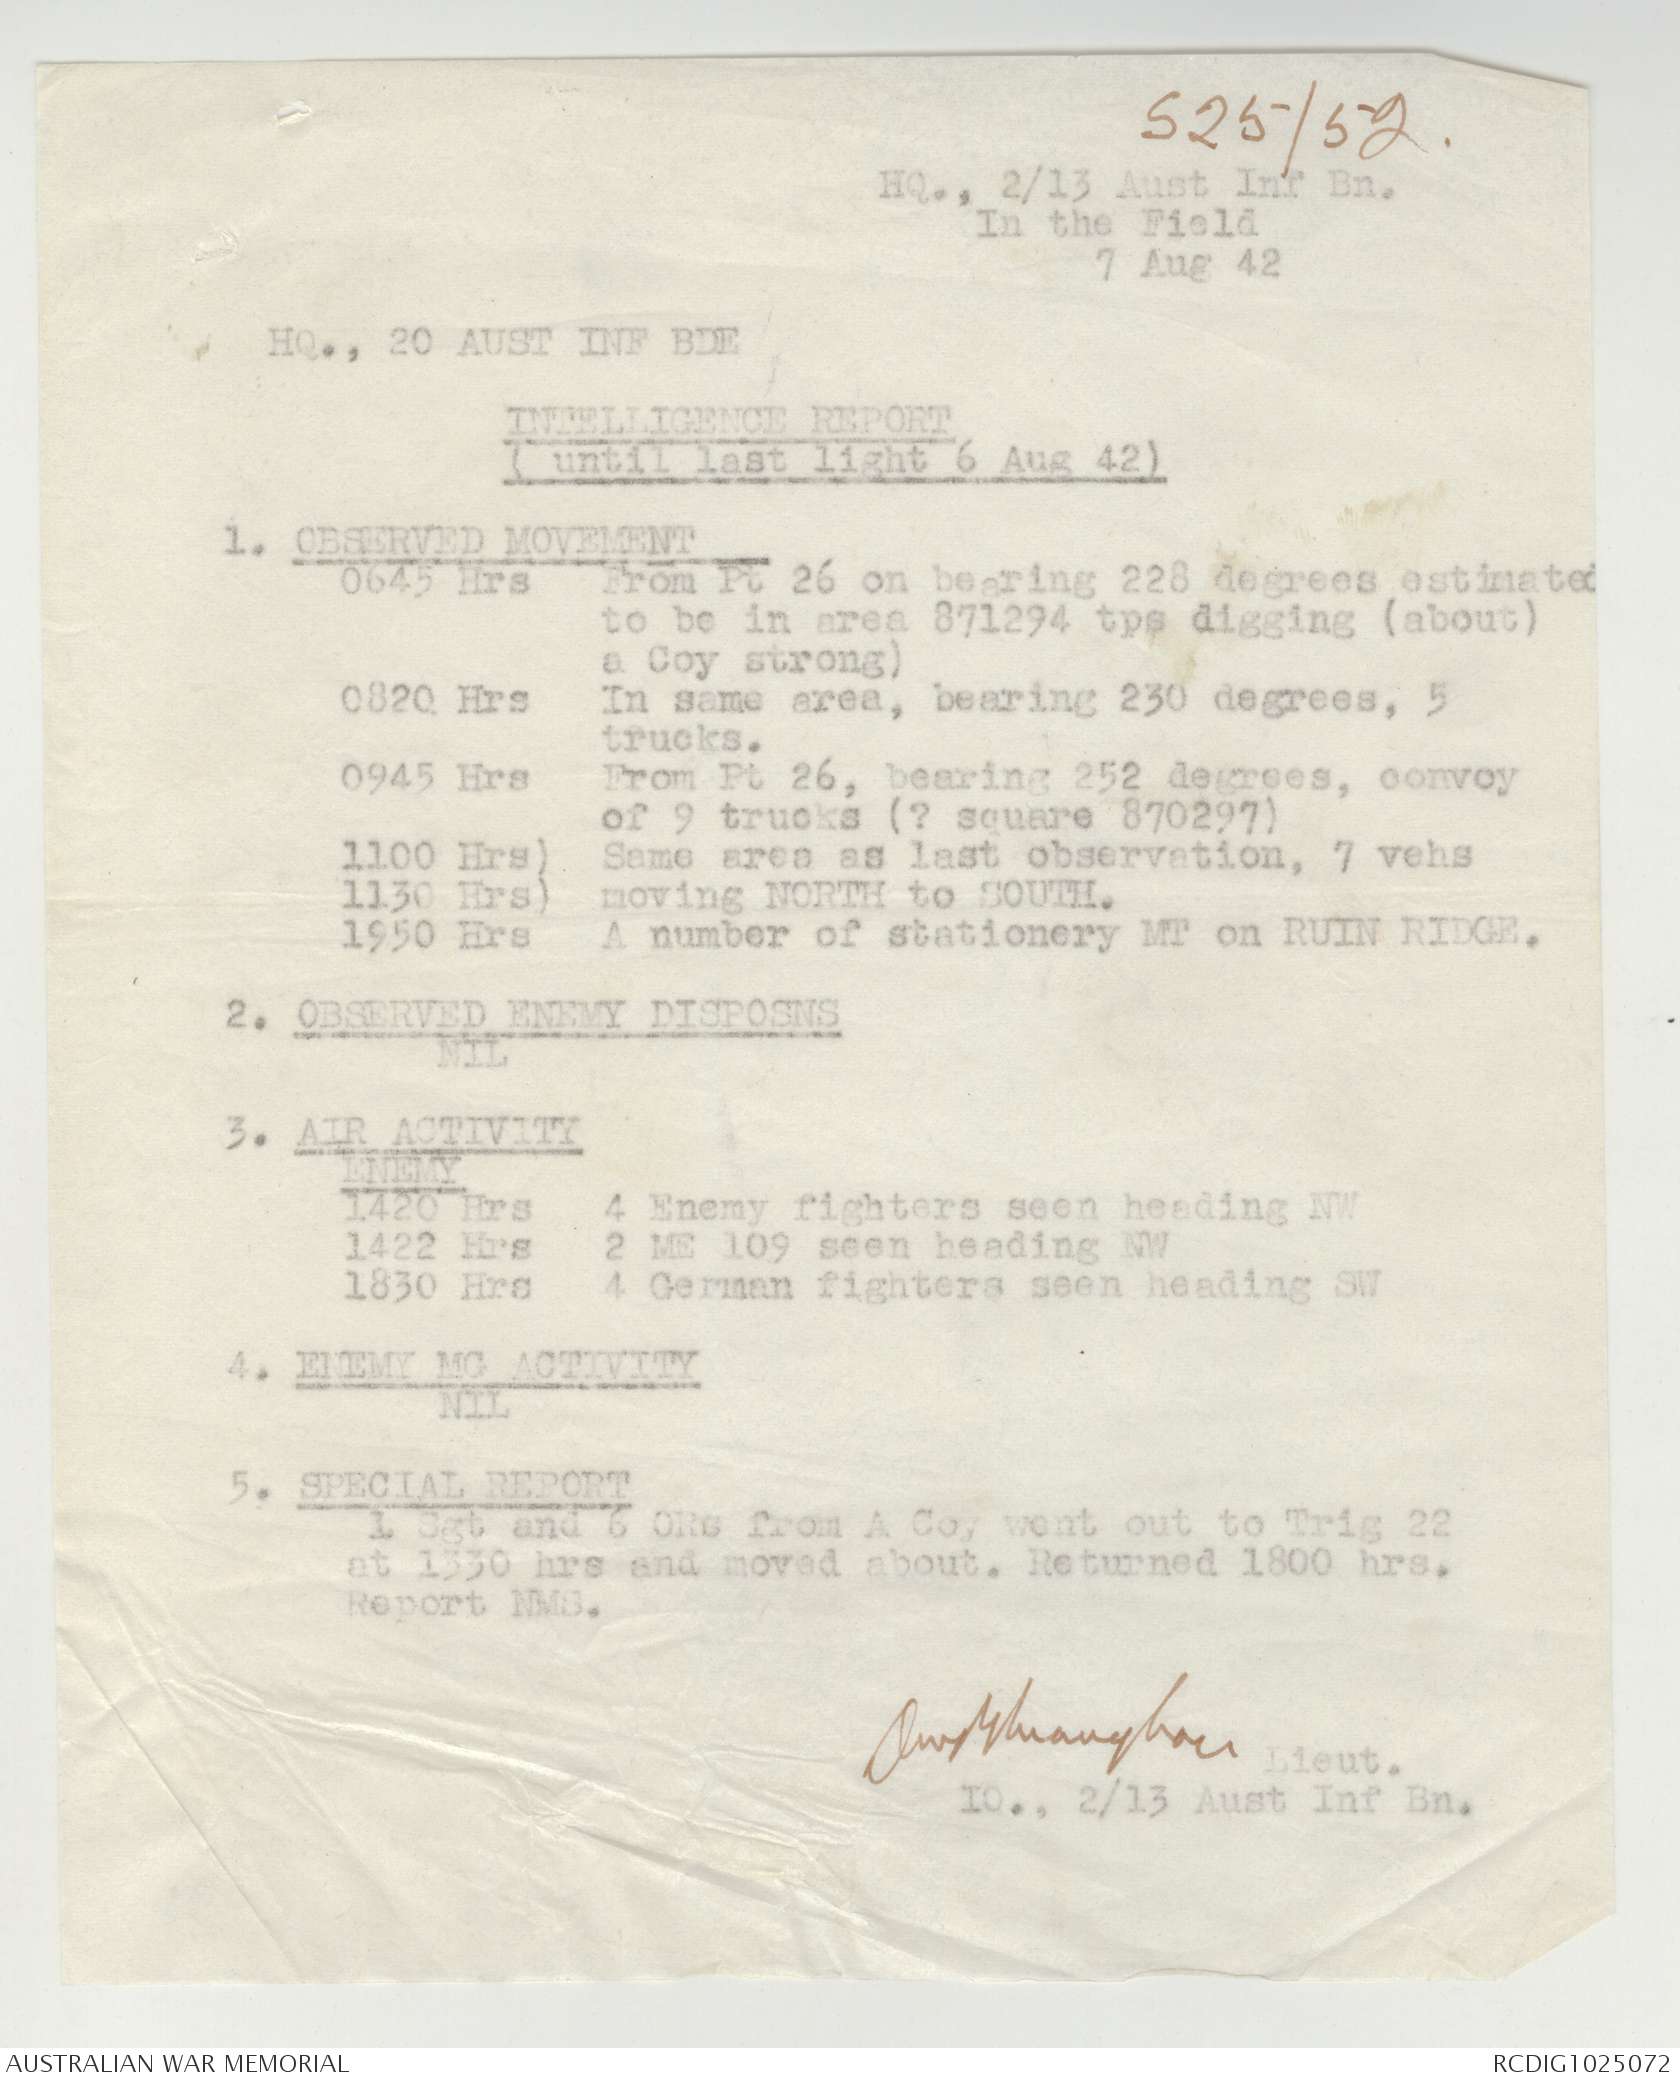 S25/52.
HQ., 2/13 Aust Inf Bn.
In the Field
7 Aug 42
HQ., 20 AUST INF BDE
INTELLIGENCE REPORT
( until last light 6 Aug 42)
1. OBSERVED MOVEMENT
0645 Hrs From Pt 26 on bearing 228 degrees estimated
to be in area 871294 tps digging (about)
a Coy strong)
0820 Hrs In same area, bearing 230 degrees, 5
trucks.
0945 Hrs From Pt 26, bearing 252 degrees, convoy
of 9 trucks (? square 870297)
1100 Hrs) Same area as last observation, 7 vehs
1130 Hrs) moving NORTH to SOUTH.
1950 Hrs A number of stationery MT on RUIN RIDGE.
2. OBSERVED ENEMY DISPOSNS
NIL
3. AIR ACTIVITY
ENEMY
1420 Hrs 4 Enemy fighters seen heading NW
1422 Hrs 2 ME 109 seen heading NW
1830 Hrs 4 German fighters seen heading SW
4. ENEMY MG ACTIVITY
NIL
5. SPECIAL REPORT
1 Sgt and 6 ORs from A Coy went out to Trig 22
at 1330 hrs and moved about. Returned 1800 hrs.
Report NMS.
Lieut.
IO., 2/13 Aust Inf Bn.
AUSTRALIAN WAR MEMORIAL
RCDIG1025072